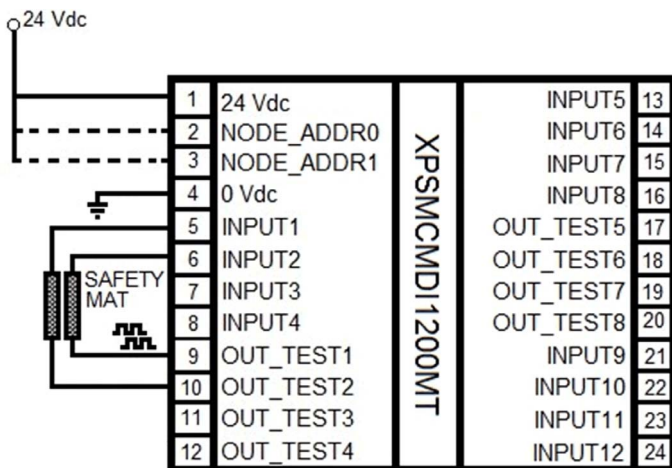 24 Vdc
1 24 Vdc
2 NODE_ADDR0
3 NODE_ADDR1
4 0 Vdc
5 INPUT1
6 INPUT2
7 INPUT3
8 INPUT4
9 OUT_TEST1
10 OUT_TEST2
11 OUT_TEST3
12 OUT_TEST4
SAFETY
MAT
XPSMCMDI1200MT
INPUT5 13
INPUT6 14
INPUT7 15
INPUT8 16
OUT_TEST5 17
OUT_TEST6 18
OUT_TEST7 19
OUT_TEST8 20
INPUT9 21
INPUT10 22
INPUT11 23
INPUT12 24